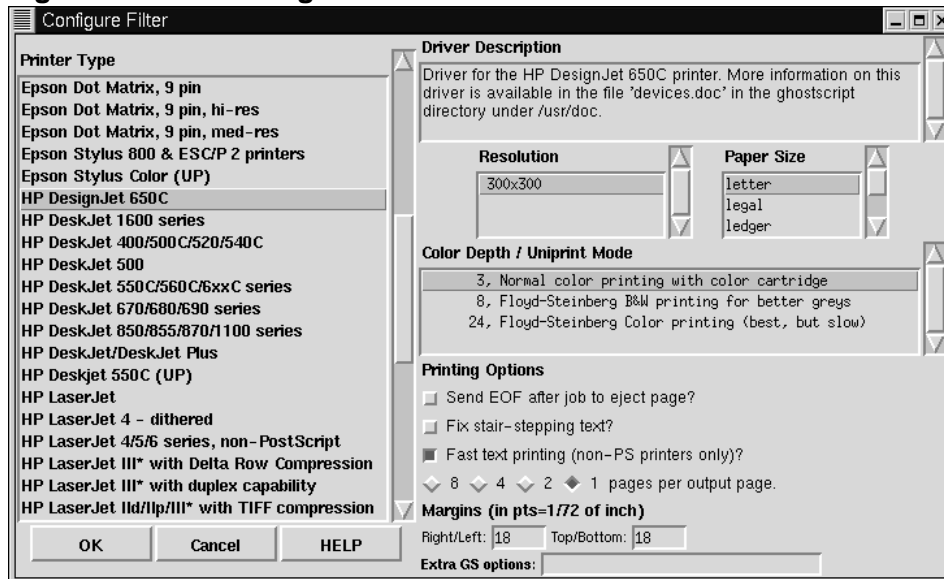 Configure Filter
Printer Type
Epson Dot Matrix, 9 pin
Epson Dot Matrix, 9 pin, hi-res
Epson Dot Matrix, 9 pin, med-res
Epson Stylus 800 & ESC/P 2 printers
Epson Stylus Color (UP)
HP DesignJet 650C
HP DeskJet 1600 series
HP DeskJet 400/500C/520/540C
HP DeskJet 500
HP DeskJet 550C/560C/6xxC series
HP DeskJet 670/680/690 series
HP DeskJet 850/855/870/1100 series
HP DeskJet/DeskJet Plus
HP Deskjet 550C (UP)
HP LaserJet
HP LaserJet 4 - dithered
HP LaserJet 4/5/6 series, non-PostScript
HP LaserJet III* with Delta Row Compression
HP LaserJet III* with duplex capability
HP LaserJet IId/IIp/III* with TIFF compression
OK Cancel HELP
Driver Description
Driver for the HP DesignJet 650C printer. More information on this
driver is available in the file 'devices.doc' in the ghostscript
directory under /usr/doc.
Resolution
300x300
Paper Size
letter
legal
ledger
Color Depth / Uniprint Mode
3, Normal color printing with color cartridge
8, Floyd-Steinberg B&W printing for better greys
24, Floyd-Steinberg Color printing (best, but slow)
Printing Options
Send EOF after job to eject page?
Fix stair-stepping text?
Fast text printing (non-PS printers only)?
8 4 2 1 pages per output page.
Margins (in pts=1/72 of inch)
Right/Left: 18 Top/Bottom: 18
Extra GS options: